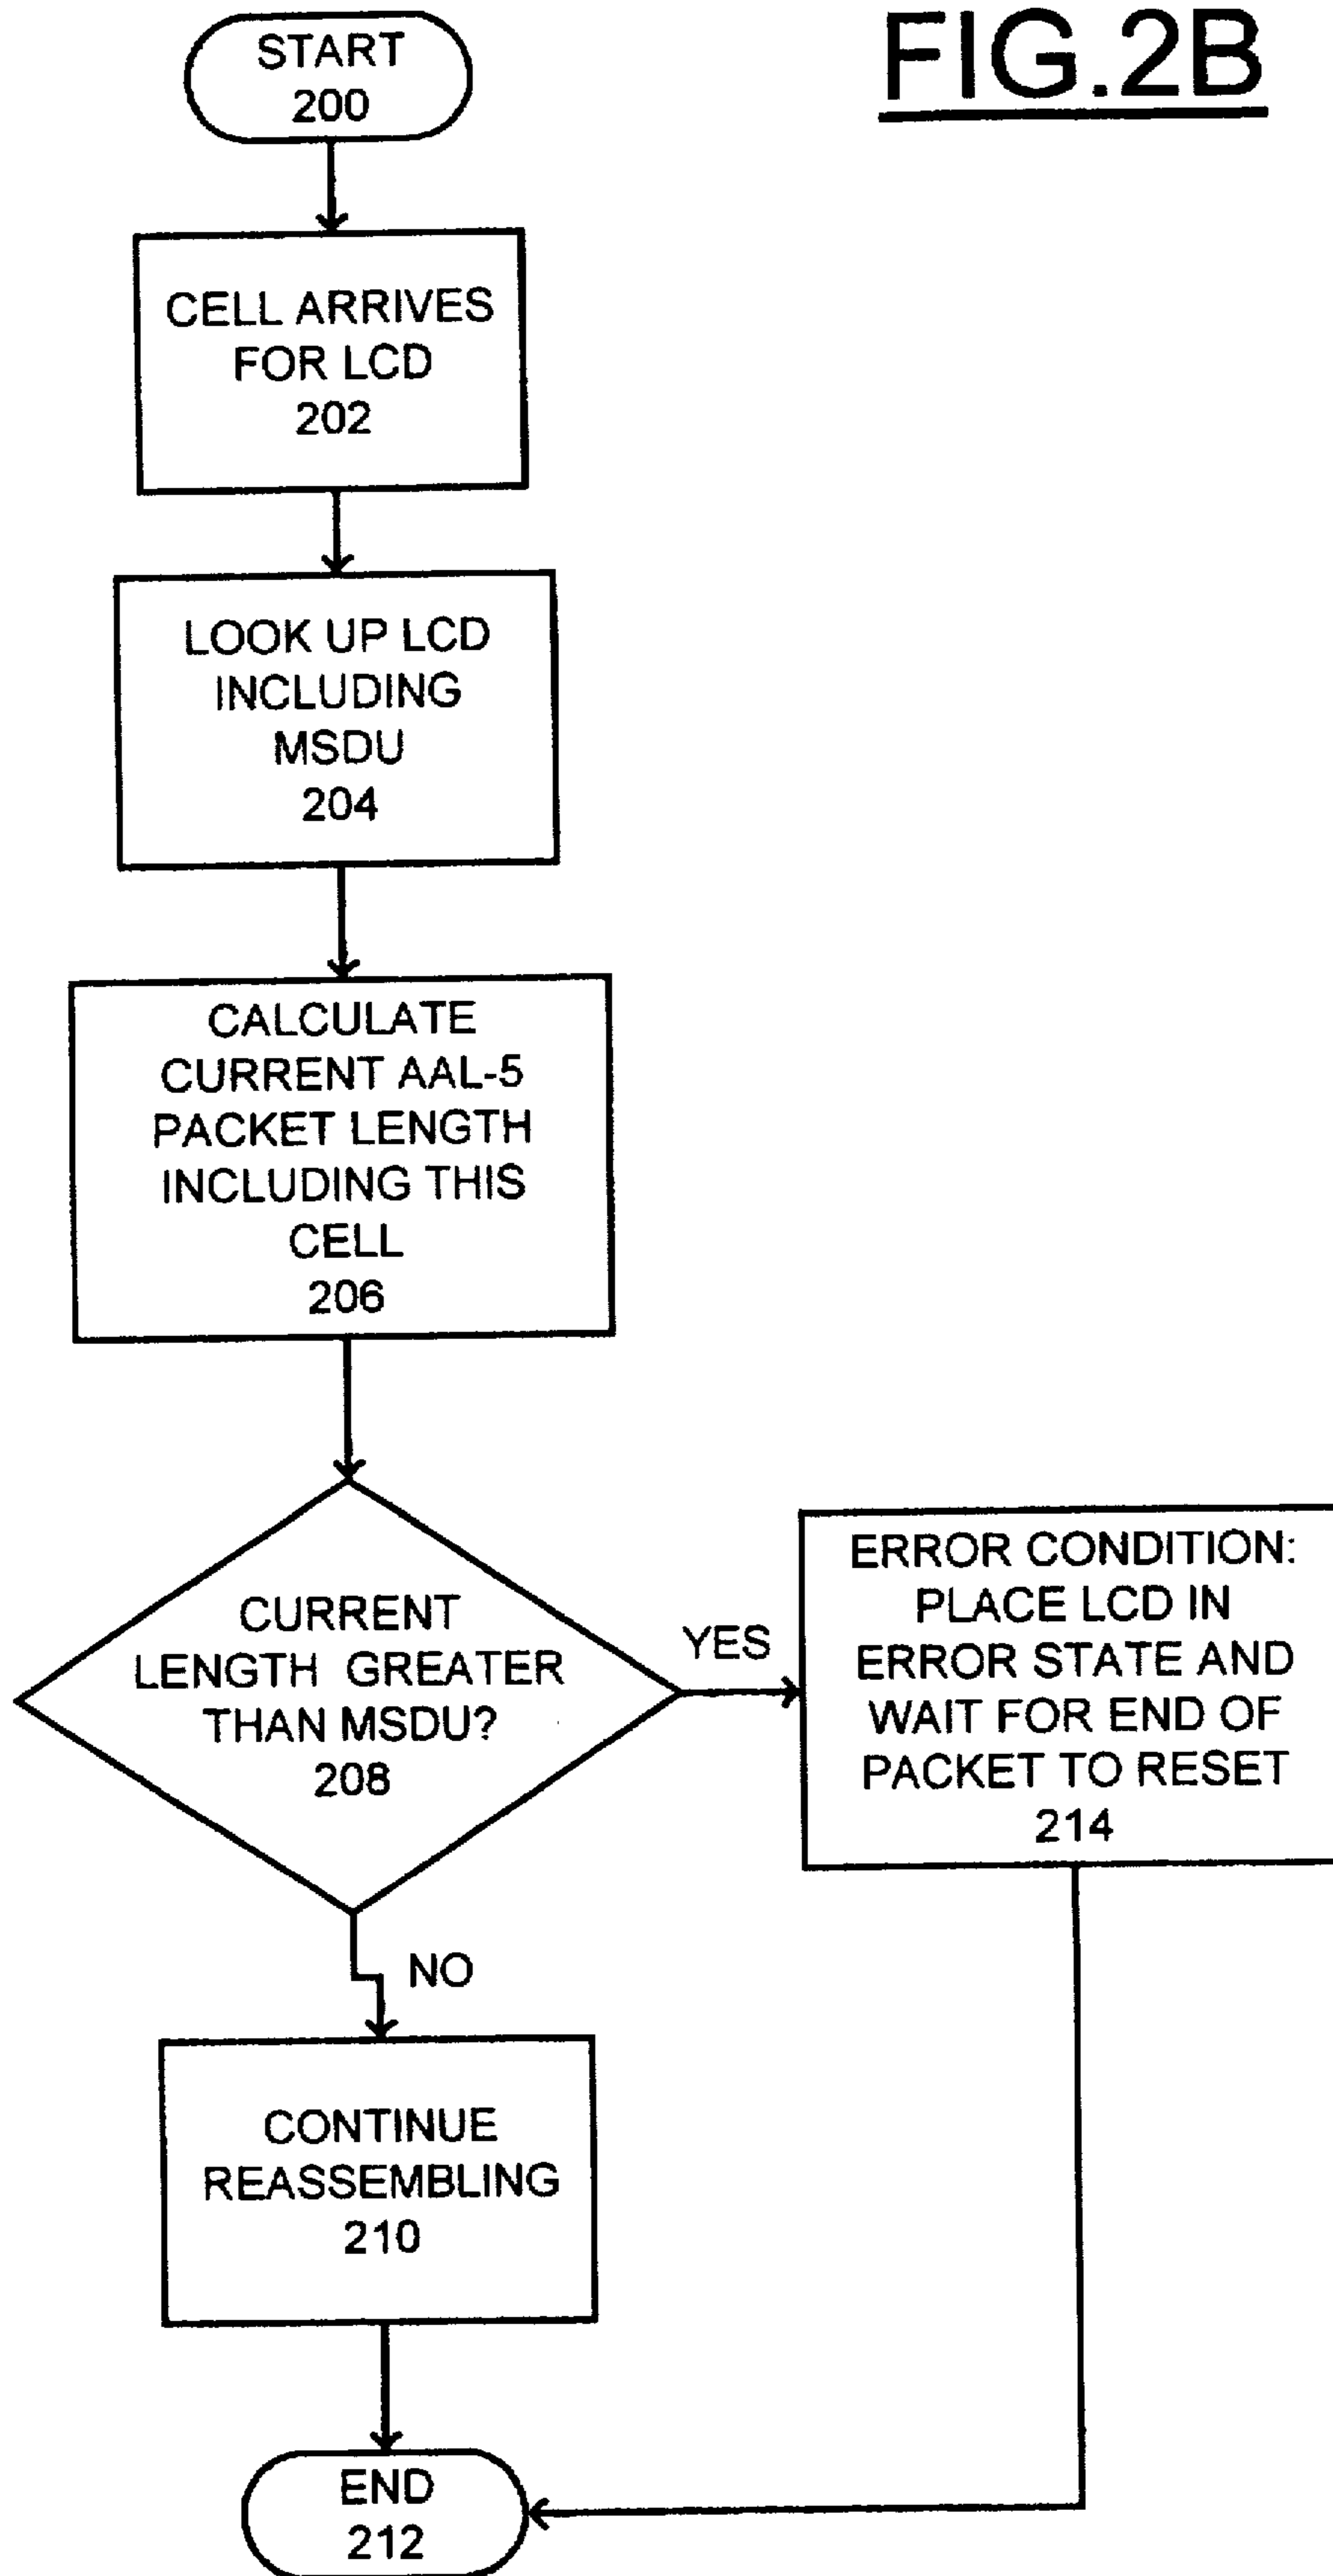 FIG.2B
START
200
CELL ARRIVES
FOR LCD
202
LOOK UP LCD
INCLUDING
MSDU
204
CALCULATE
CURRENT AAL-5
PACKET LENGTH
INCLUDING THIS
CELL
206
CURRENT
LENGTH GREATER
THAN MSDU?
208
YES
ERROR CONDITION:
PLACE LCD IN
ERROR STATE AND
WAIT FOR END OF
PACKET TO RESET
214
NO
CONTINUE
REASSEMBLING
210
END
212